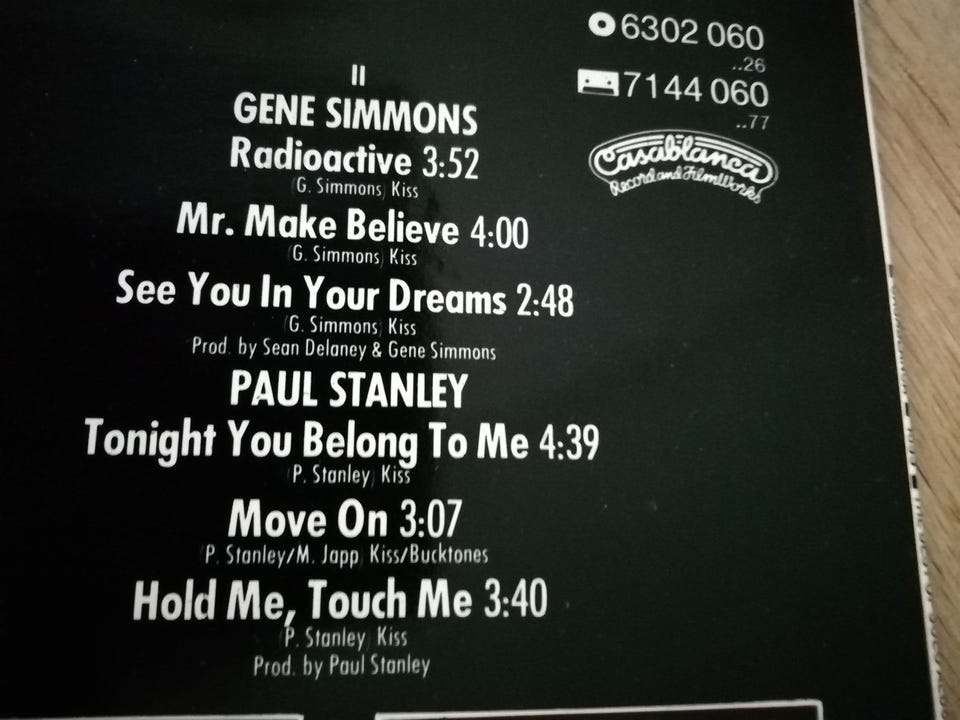 II
GENE SIMMONS
Radioactive 3:52
(G. Simmons) Kiss
Mr. Make Believe 4:00
(G. Simmons) Kiss
See You In Your Dreams 2:48
(G. Simmons) Kiss
Prod. by Sean Delaney & Gene Simmons
PAUL STANLEY
Tonight You Belong To Me 4:39
(P. Stanley) Kiss
Move On 3:07
(P. Stanley/M. Japp) Kiss/Bucktones
Hold Me, Touch Me 3:40
(P. Stanley) Kiss
Prod. by Paul Stanley
6302 060
..26
7144 060
..77
Casablanca
Record and FilmWorks